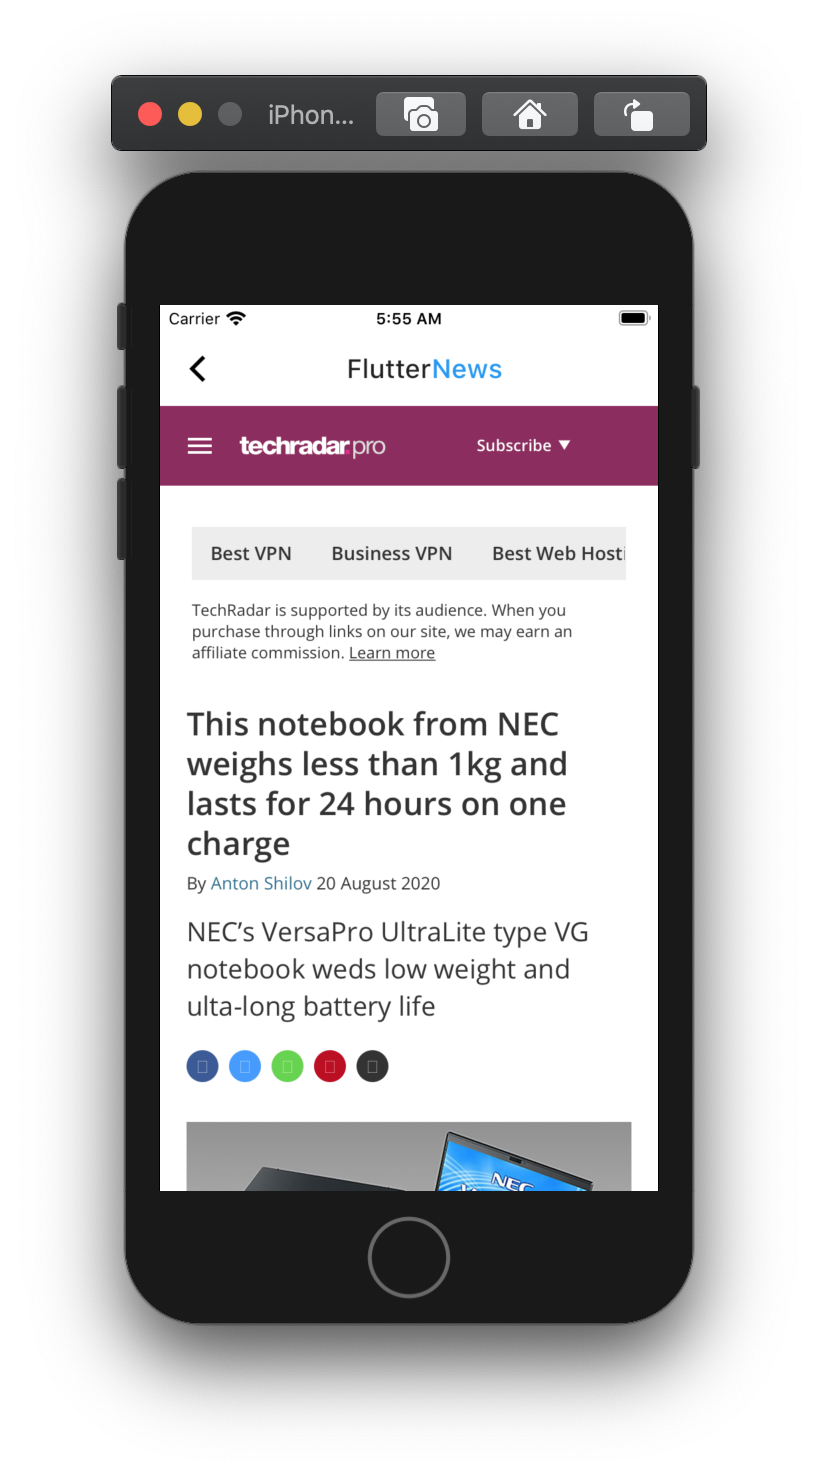 iPhon...
Carrier 5:55 AM
FlutterNews
techradar.pro Subscribe ▼
Best VPN Business VPN Best Web Hosti
TechRadar is supported by its audience. When you
purchase through links on our site, we may earn an
affiliate commission. Learn more
This notebook from NEC
weighs less than 1kg and
lasts for 24 hours on one
charge
By Anton Shilov 20 August 2020
NEC’s VersaPro UltraLite type VG
notebook weds low weight and
ulta-long battery life
NEC